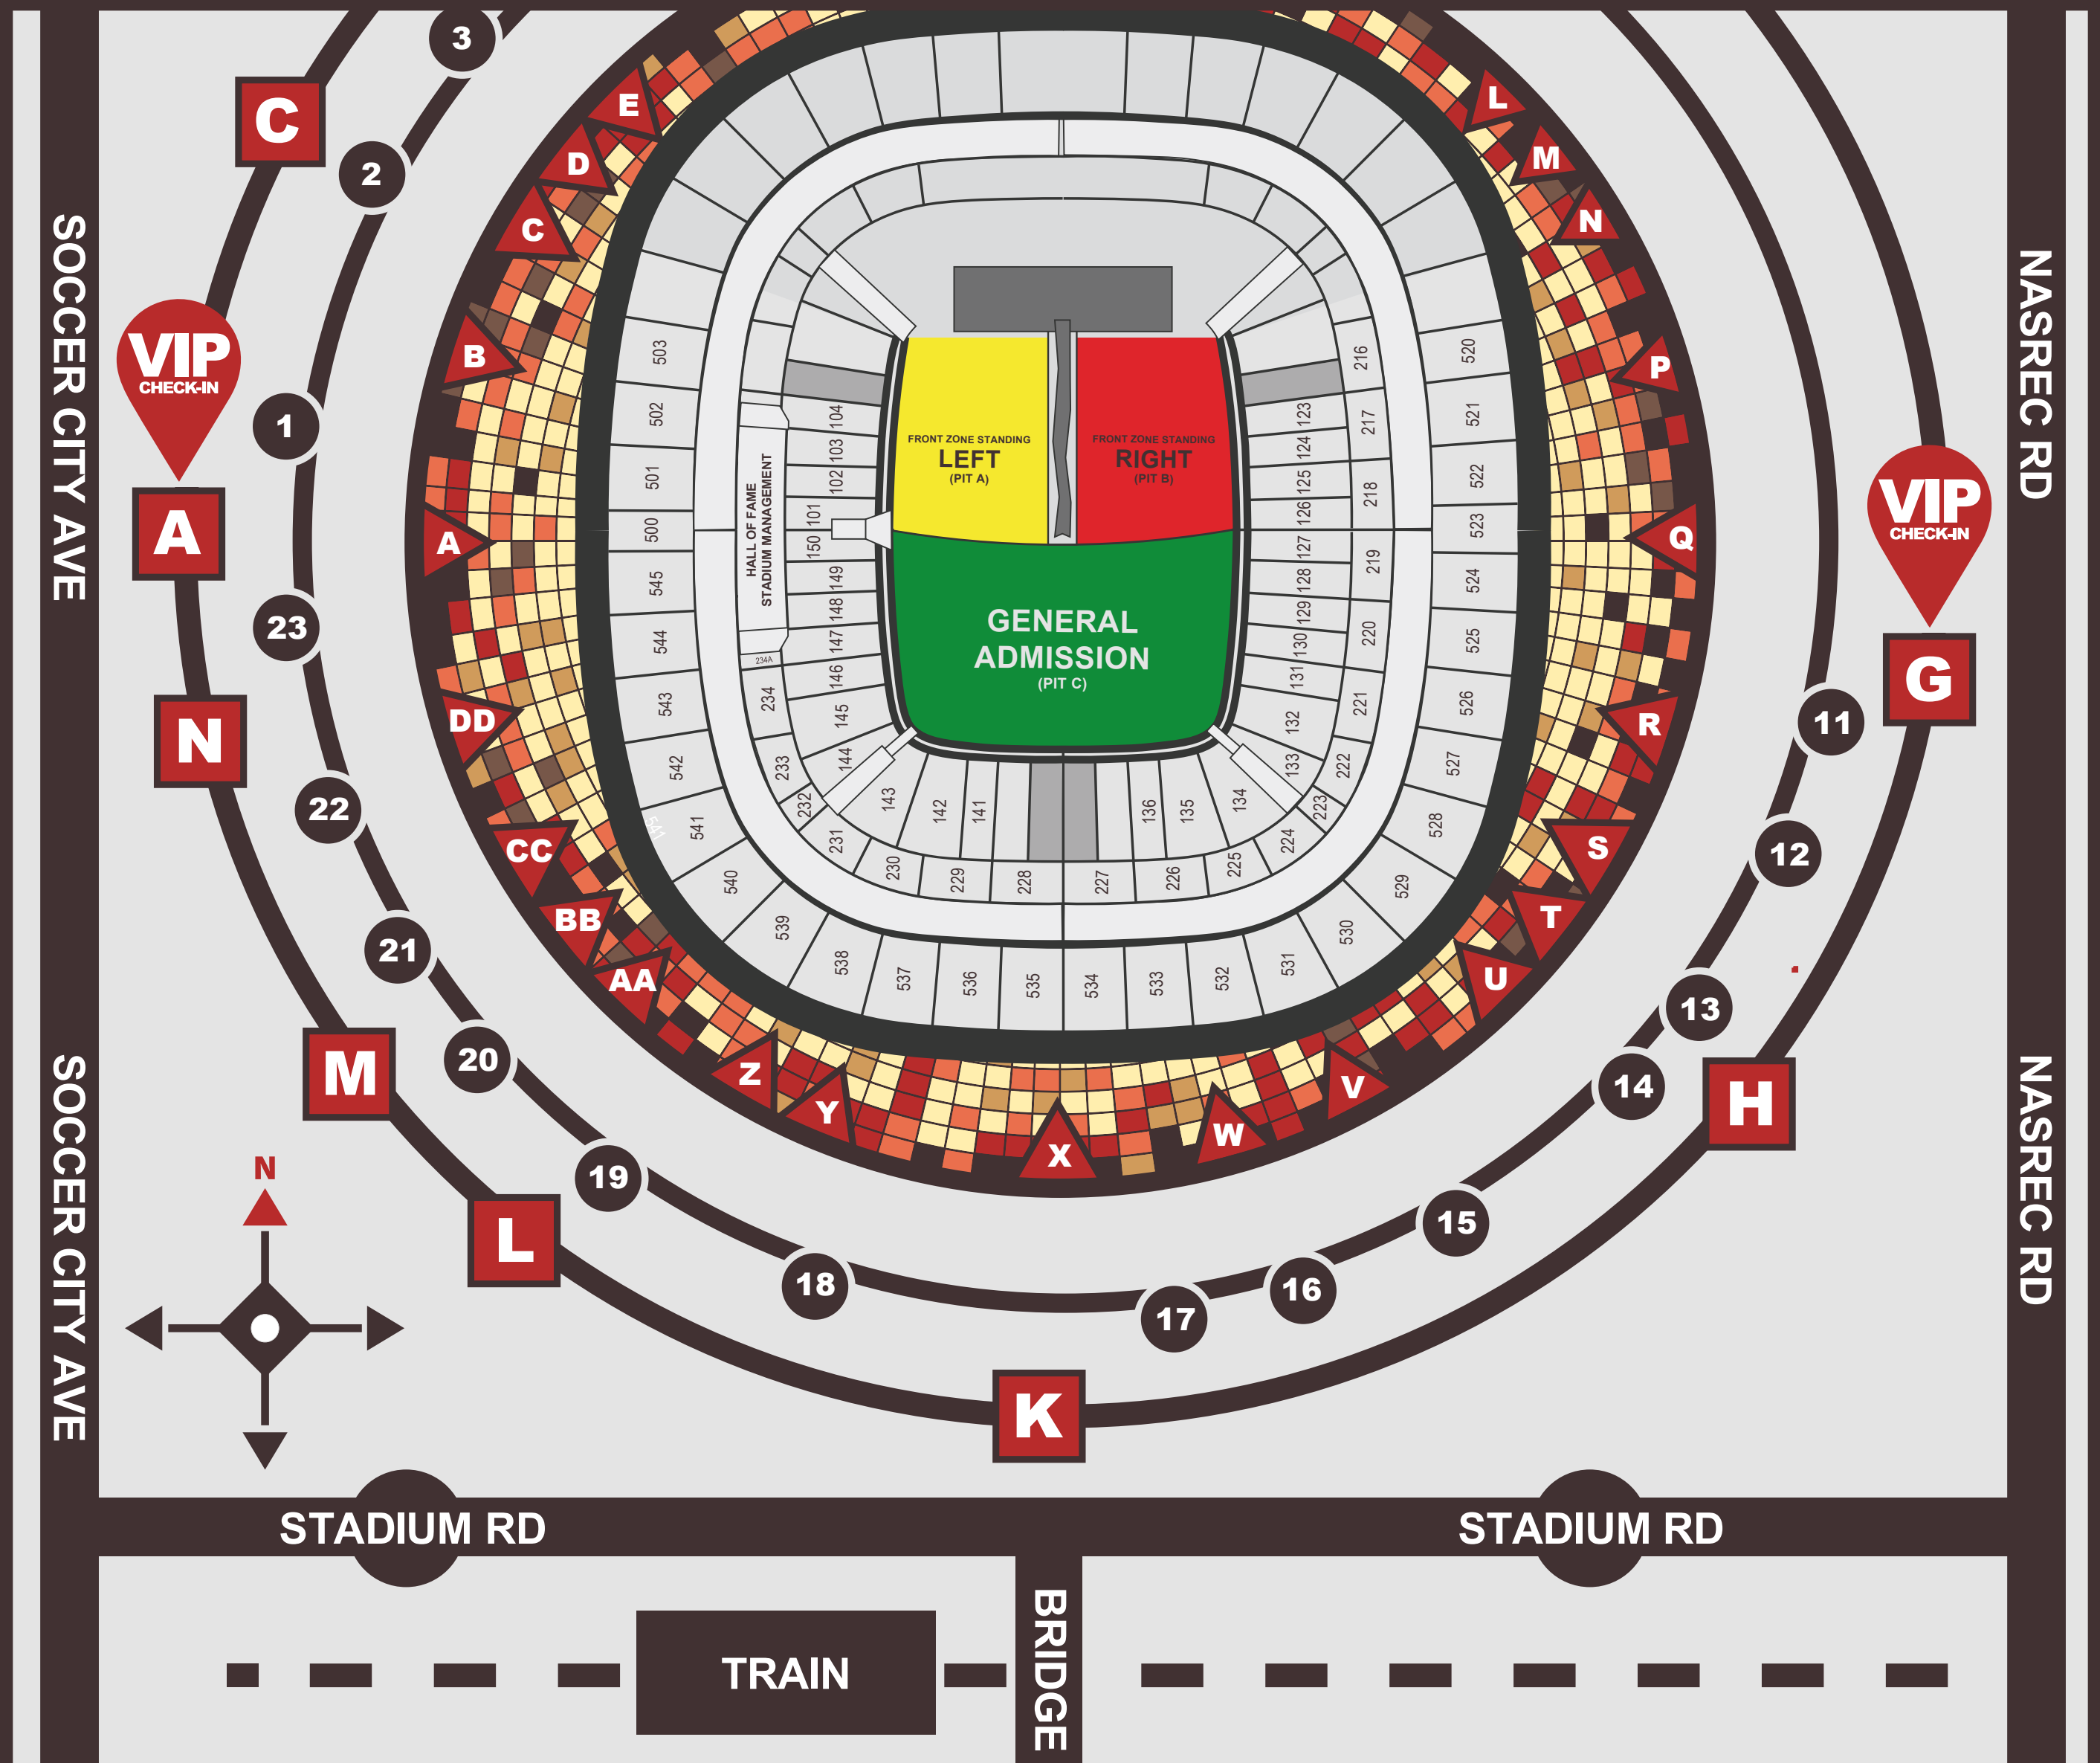 3
C
2
E
D
C
B
L
M
N
P
SOCCER CITY AVE
NASREC RD
VIP
CHECK-IN
1
A
A
23
N
VIP
CHECK-IN
G
Q
11
R
12
S
T
U
13
14
H
V
15
16
W
17
K
X
18
Y
Z
19
L
20
M
AA
21
BB
CC
22
DD
503
502
501
500
545
544
543
542
541
541
540
539
538
537
536
535
534
533
532
531
530
529
528
527
526
525
524
523
522
521
520
HALL OF FAME
STADIUM MANAGEMENT
234A
234
233
232
231
230
229
228
227
226
225
224
223
222
221
220
219
218
217
216
104
103
102
101
150
149
148
147
146
145
144
143
142
141
136
135
134
133
132
131
130
129
128
127
126
125
124
123
FRONT ZONE STANDING
LEFT
(PIT A)
FRONT ZONE STANDING
RIGHT
(PIT B)
GENERAL
ADMISSION
(PIT C)
SOCCER CITY AVE
NASREC RD
N
STADIUM RD
STADIUM RD
TRAIN
BRIDGE